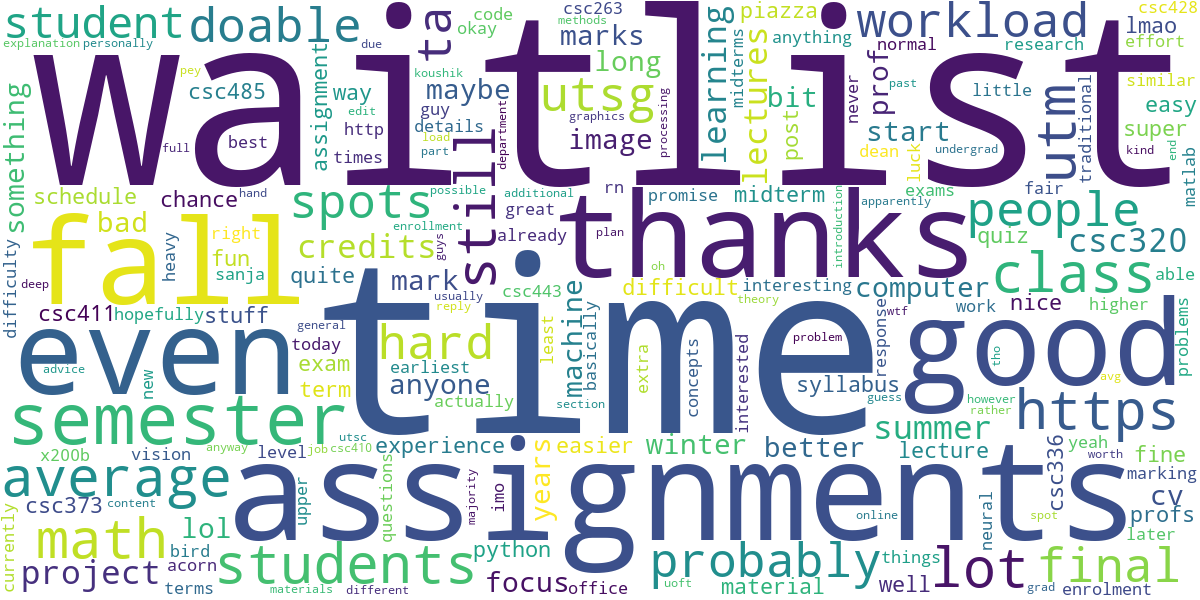 student
doable
explanation
personally
waitlist
ta
code
okay
methods
csc263
marks
long
utsg
image
graphics
processing
learning
midterms
piazza
anything
lectures
bit
post
workload
csc428
lmao
effort
normal
research
prof
never
past
little
similar
easy
super
traditional
utm
start
undergrad
dean
luck
kind
end
matlab
something
csc485
assignment
way
edit
due
koushik
maybe
guy
details
http
load
times
part
pey
full
best
still
department
schedule
chance
hand
spots
possible
additional
rn
promise
midterm
exams
fair
apparently
introduction
people
quiz
csc320
able
class
fall
bad
right
fun
heavy
sanja
credits
enrollment
guys
quite
great
already
plan
thanks
difficulty
deep
csc411
hopefully
stuff
mark
usually
reply
csc443
oh
difficult
theory
interesting
computer
work
nice
higher
wtf
response
problems
even
time
general
today
earliest
hard
exam
term
anyone
actually
machine
basically
least
extra
concepts
interested
problem
syllabus
guess
good
tho
avg
however
rather
https
advice
new
semester
section
utsc
csc410
job
anyway
experience
years
easier
winter
better
summer
lecture
csc336
yeah
worth
fine
marking
x200b
vision
level
average
assignments
imo
majority
questions
upper
csc373
content
cv
profs
later
online
neural
spot
lol
math
bird
acorn
currently
project
terms
students
materials
different
python
focus
office
probably
uoft
things
material
well
lot
grad
final
enrolment